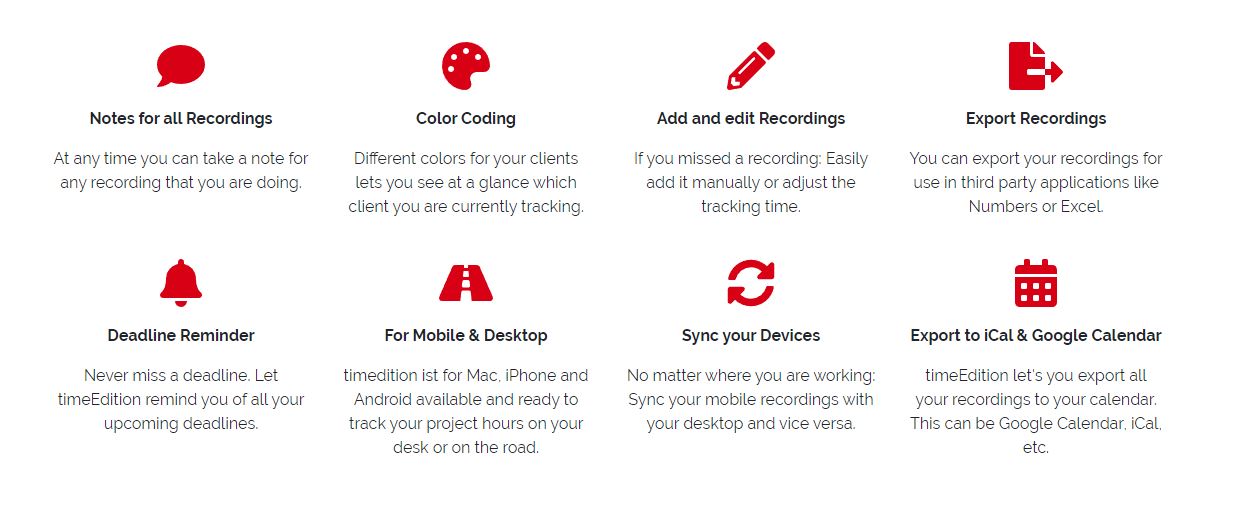 Notes for all Recordings
At any time you can take a note for
any recording that you are doing.
Color Coding
Different colors for your clients
lets you see at a glance which
client you are currently tracking.
Add and edit Recordings
If you missed a recording: Easily
add it manually or adjust the
tracking time.
Export Recordings
You can export your recordings for
use in third party applications like
Numbers or Excel.
Deadline Reminder
Never miss a deadline. Let
timeEdition remind you of all your
upcoming deadlines.
For Mobile & Desktop
timedition ist for Mac, iPhone and
Android available and ready to
track your project hours on your
desk or on the road.
Sync your Devices
No matter where you are working:
Sync your mobile recordings with
your desktop and vice versa.
Export to iCal & Google Calendar
timeEdition let's you export all
your recordings to your calendar.
This can be Google Calendar, iCal,
etc.